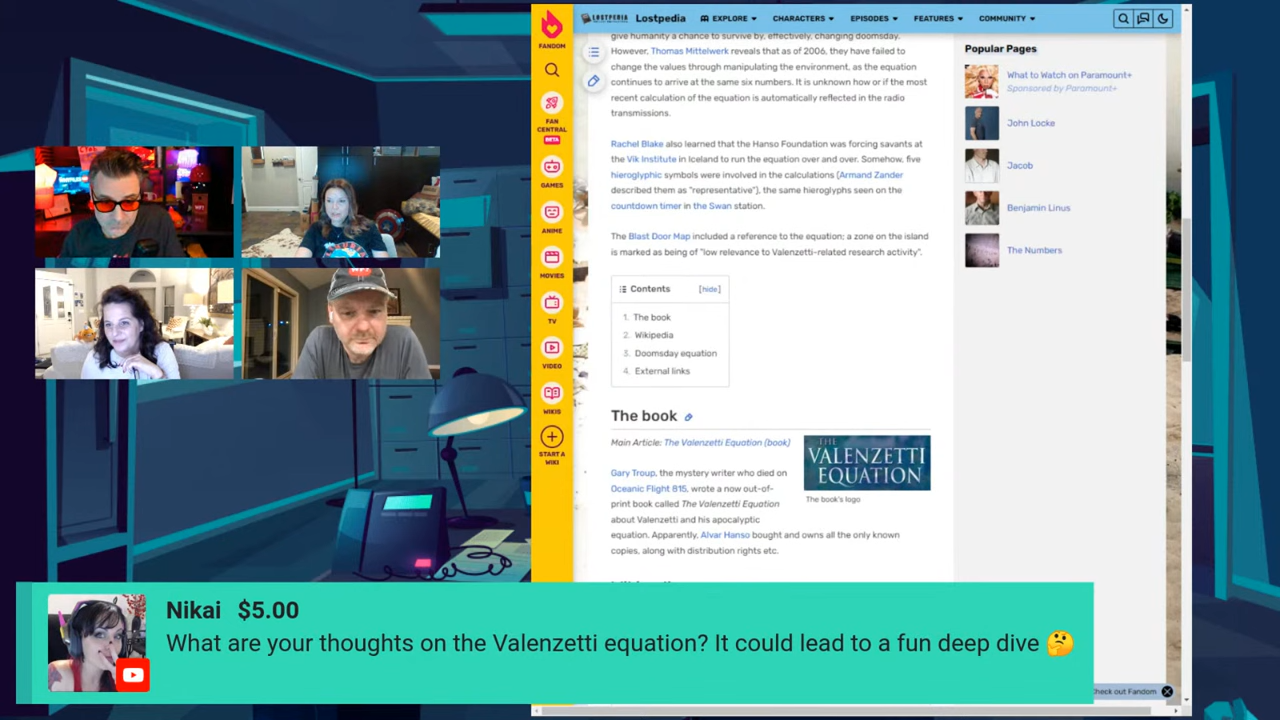 FANDOM
FAN
CENTRAL
BETA
GAMES
ANIME
MOVIES
TV
VIDEO
WIKIS
START A
WIKI
LOSTPEDIA Lostpedia EXPLORE CHARACTERS EPISODES FEATURES COMMUNITY
give humanity a chance to survive by, effectively, changing doomsday.
However, Thomas Mittelwerk reveals that as of 2006, they have failed to
change the values through manipulating the environment, as the equation
continues to arrive at the same six numbers. It is unknown how or if the most
recent calculation of the equation is automatically reflected in the radio
transmissions.
Rachel Blake also learned that the Hanso Foundation was forcing savants at
the Vik Institute in Iceland to run the equation over and over. Somehow, five
hieroglyphic symbols were involved in the calculations (Armand Zander
described them as "representative"), the same hieroglyphs seen on the
countdown timer in the Swan station.
The Blast Door Map included a reference to the equation; a zone on the island
is marked as being of "low relevance to Valenzetti-related research activity".
Contents [hide]
1. The book
2. Wikipedia
3. Doomsday equation
4. External links
The book
Main Article: The Valenzetti Equation (book)
Gary Troup, the mystery writer who died on
Oceanic Flight 815, wrote a now out-of-
print book called The Valenzetti Equation
about Valenzetti and his apocalyptic
equation. Apparently, Alvar Hanso bought and owns all the only known
copies, along with distribution rights etc.
THE
VALENZETTI
EQUATION
The book's logo
Popular Pages
What to Watch on Paramount+
Sponsored by Paramount+
John Locke
Jacob
Benjamin Linus
The Numbers
Check out Fandom
Nikai $5.00
What are your thoughts on the Valenzetti equation? It could lead to a fun deep dive 🤔